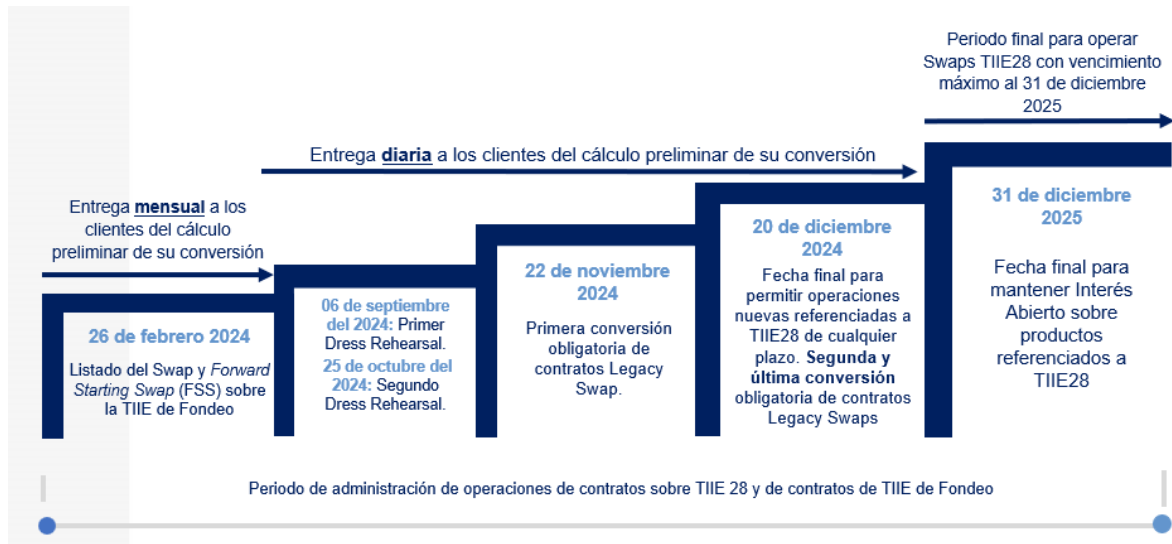 Periodo final para operar
Swaps TIIE28 con vencimiento
máximo al 31 de diciembre
2025
Entrega diaria a los clientes del cálculo preliminar de su conversión
Entrega mensual a los
clientes del cálculo
preliminar de su conversión
26 de febrero 2024
Listado del Swap y Forward
Starting Swap (FSS) sobre
la TIIE de Fondeo
06 de septiembre
del 2024: Primer
Dress Rehearsal.
25 de octubre del
2024: Segundo
Dress Rehearsal.
22 de noviembre
2024
Primera conversión
obligatoria de
contratos Legacy
Swap.
20 de diciembre
2024
Fecha final para
permitir operaciones
nuevas referenciadas a
TIIE28 de cualquier
plazo. Segunda y
última conversión
obligatoria de contratos
Legacy Swaps
31 de diciembre
2025
Fecha final para
mantener Interés
Abierto sobre
productos
referenciados a
TIIE28
Periodo de administración de operaciones de contratos sobre TIIE 28 y de contratos de TIIE de Fondeo